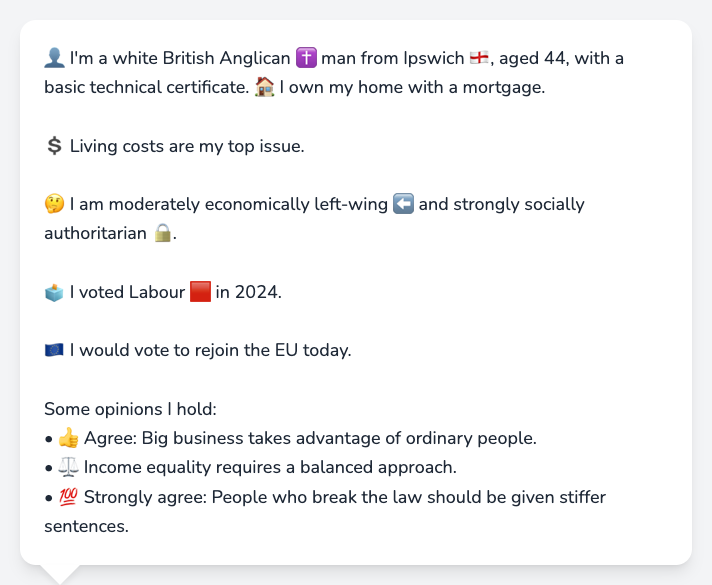 👤 I'm a white British Anglican ✝️ man from Ipswich 🏴󠁧󠁢󠁥󠁮󠁧󠁿, aged 44, with a
basic technical certificate. 🏠 I own my home with a mortgage.
💲 Living costs are my top issue.
🤔 I am moderately economically left-wing ⬅️ and strongly socially
authoritarian 🔒.
🗳️ I voted Labour 🟥 in 2024.
🇪🇺 I would vote to rejoin the EU today.
Some opinions I hold:
• 👍 Agree: Big business takes advantage of ordinary people.
• ⚖️ Income equality requires a balanced approach.
• 💯 Strongly agree: People who break the law should be given stiffer
sentences.